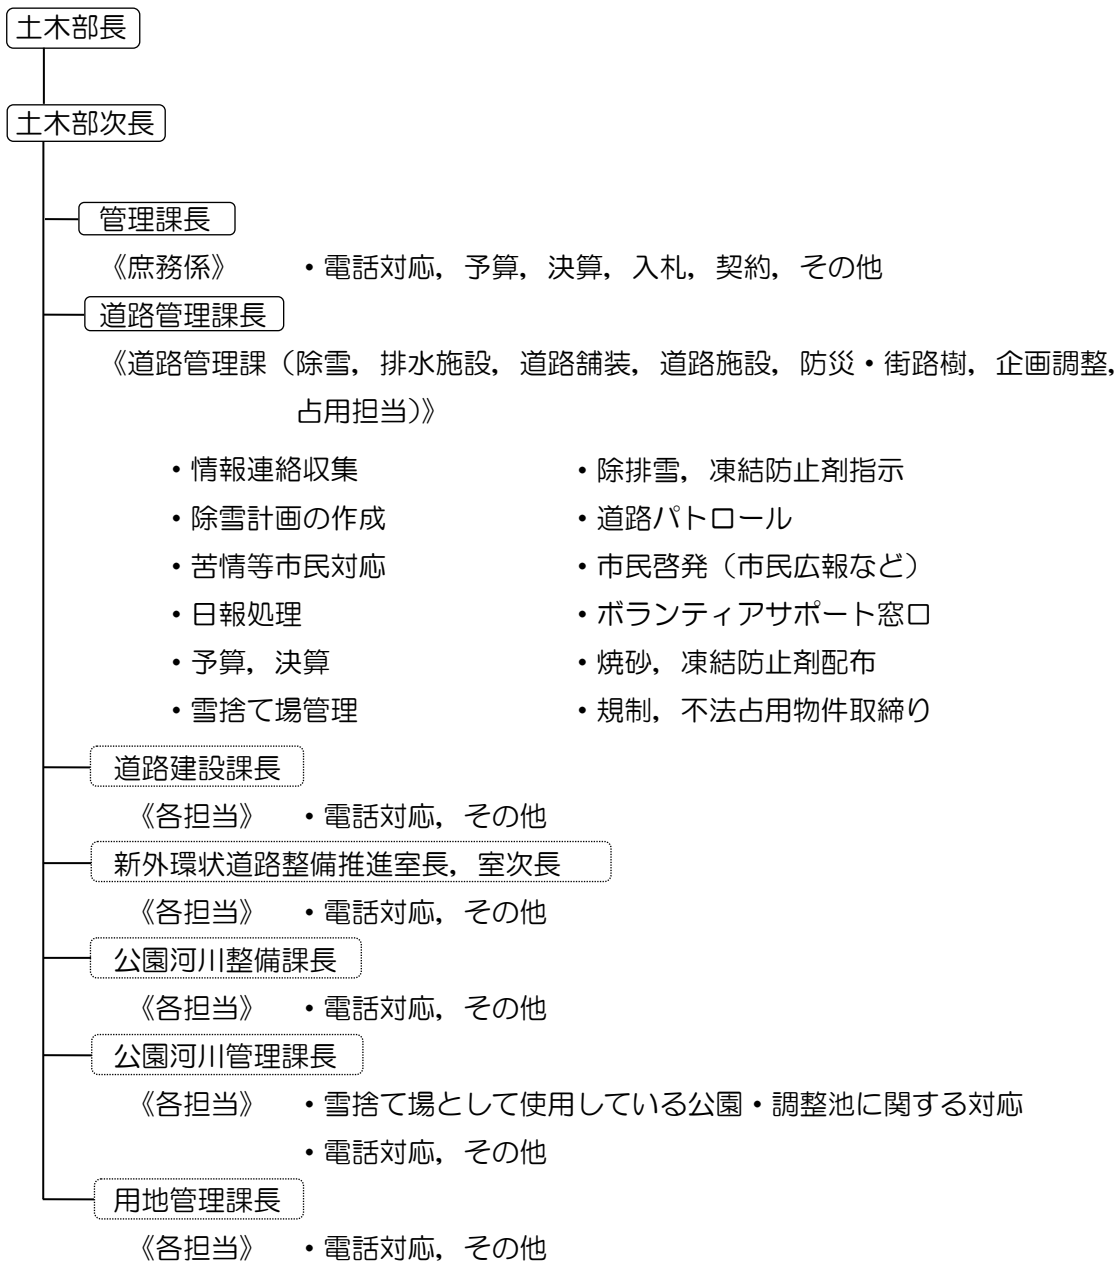 土木部長
土木部次長
管理課長
《庶務係》 ・電話対応，予算，決算，入札，契約，その他
道路管理課長
《道路管理課（除雪，排水施設，道路舗装，道路施設，防災・街路樹，企画調整，
占用担当）》
・情報連絡収集 ・除排雪，凍結防止剤指示
・除雪計画の作成 ・道路パトロール
・苦情等市民対応 ・市民啓発（市民広報など）
・日報処理 ・ボランティアサポート窓口
・予算，決算 ・焼砂，凍結防止剤配布
・雪捨て場管理 ・規制，不法占用物件取締り
道路建設課長
《各担当》 ・電話対応，その他
新外環状道路整備推進室長，室次長
《各担当》 ・電話対応，その他
公園河川整備課長
《各担当》 ・電話対応，その他
公園河川管理課長
《各担当》 ・雪捨て場として使用している公園・調整池に関する対応
・電話対応，その他
用地管理課長
《各担当》 ・電話対応，その他